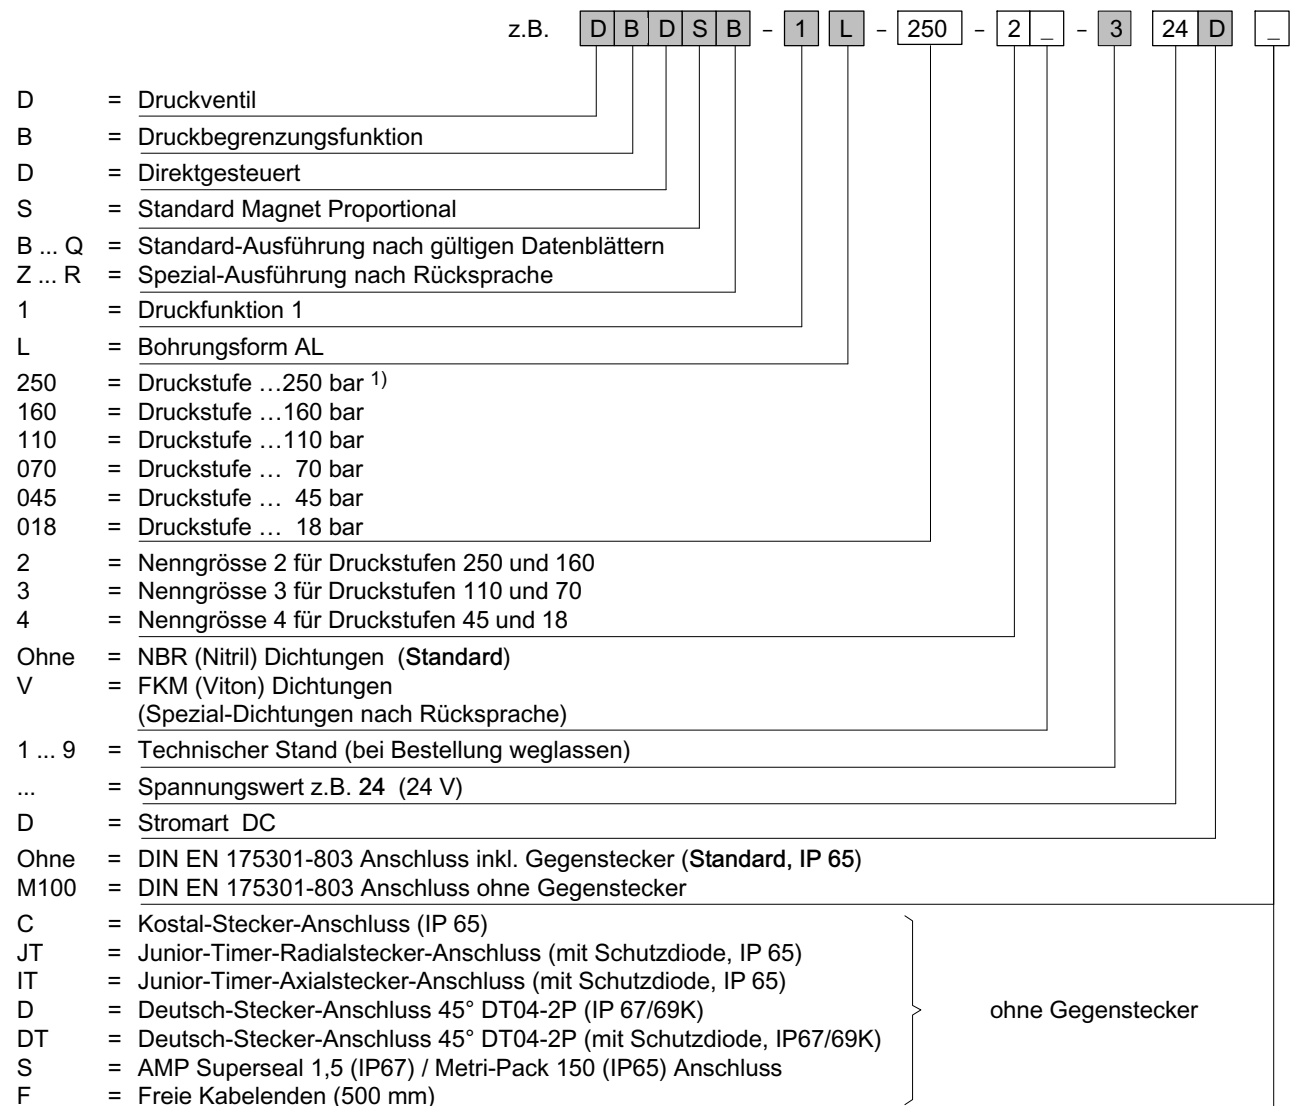 z.B. D B D S B - 1 L - 250 - 2 _ - 3 24 D _
D = Druckventil
B = Druckbegrenzungsfunktion
D = Direktgesteuert
S = Standard Magnet Proportional
B ... Q = Standard-Ausführung nach gültigen Datenblättern
Z ... R = Spezial-Ausführung nach Rücksprache
1 = Druckfunktion 1
L = Bohrungsform AL
250 = Druckstufe …250 bar 1)
160 = Druckstufe …160 bar
110 = Druckstufe …110 bar
070 = Druckstufe … 70 bar
045 = Druckstufe … 45 bar
018 = Druckstufe … 18 bar
2 = Nenngrösse 2 für Druckstufen 250 und 160
3 = Nenngrösse 3 für Druckstufen 110 und 70
4 = Nenngrösse 4 für Druckstufen 45 und 18
Ohne = NBR (Nitril) Dichtungen (Standard)
V = FKM (Viton) Dichtungen
(Spezial-Dichtungen nach Rücksprache)
1 ... 9 = Technischer Stand (bei Bestellung weglassen)
... = Spannungswert z.B. 24 (24 V)
D = Stromart DC
Ohne = DIN EN 175301-803 Anschluss inkl. Gegenstecker (Standard, IP 65)
M100 = DIN EN 175301-803 Anschluss ohne Gegenstecker
C = Kostal-Stecker-Anschluss (IP 65)
JT = Junior-Timer-Radialstecker-Anschluss (mit Schutzdiode, IP 65)
IT = Junior-Timer-Axialstecker-Anschluss (mit Schutzdiode, IP 65)
D = Deutsch-Stecker-Anschluss 45° DT04-2P (IP 67/69K) ohne Gegenstecker
DT = Deutsch-Stecker-Anschluss 45° DT04-2P (mit Schutzdiode, IP67/69K)
S = AMP Superseal 1,5 (IP67) / Metri-Pack 150 (IP65) Anschluss
F = Freie Kabelenden (500 mm)